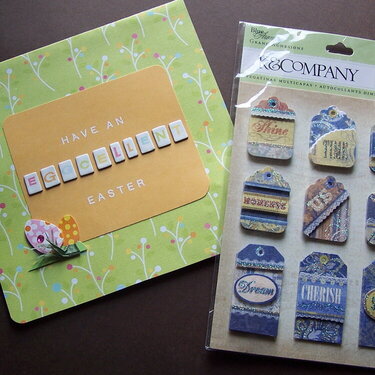 HAVE AN
EGGCELLENT
EASTER
K&COMPANY
Shine
MOMENTS
US
Dream
CHERISH